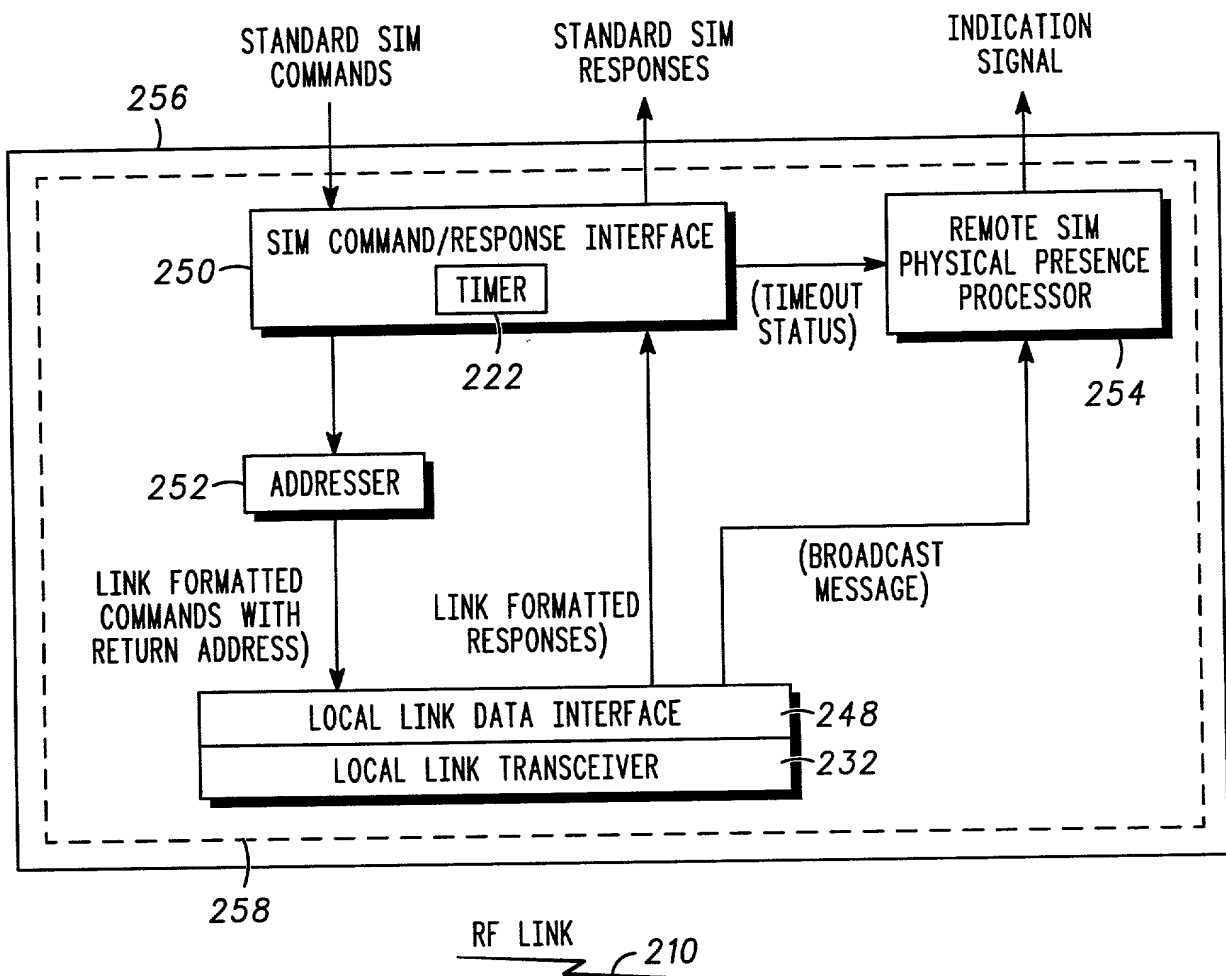 STANDARD SIM
COMMANDS
STANDARD SIM
RESPONSES
INDICATION
SIGNAL
256
SIM COMMAND/RESPONSE INTERFACE
TIMER
250
222
(TIMEOUT
STATUS)
REMOTE SIM
PHYSICAL PRESENCE
PROCESSOR
254
252
ADDRESSER
LINK FORMATTED
COMMANDS WITH
RETURN ADDRESS)
LINK FORMATTED
RESPONSES)
(BROADCAST
MESSAGE)
LOCAL LINK DATA INTERFACE
248
LOCAL LINK TRANSCEIVER
232
258
RF LINK
210